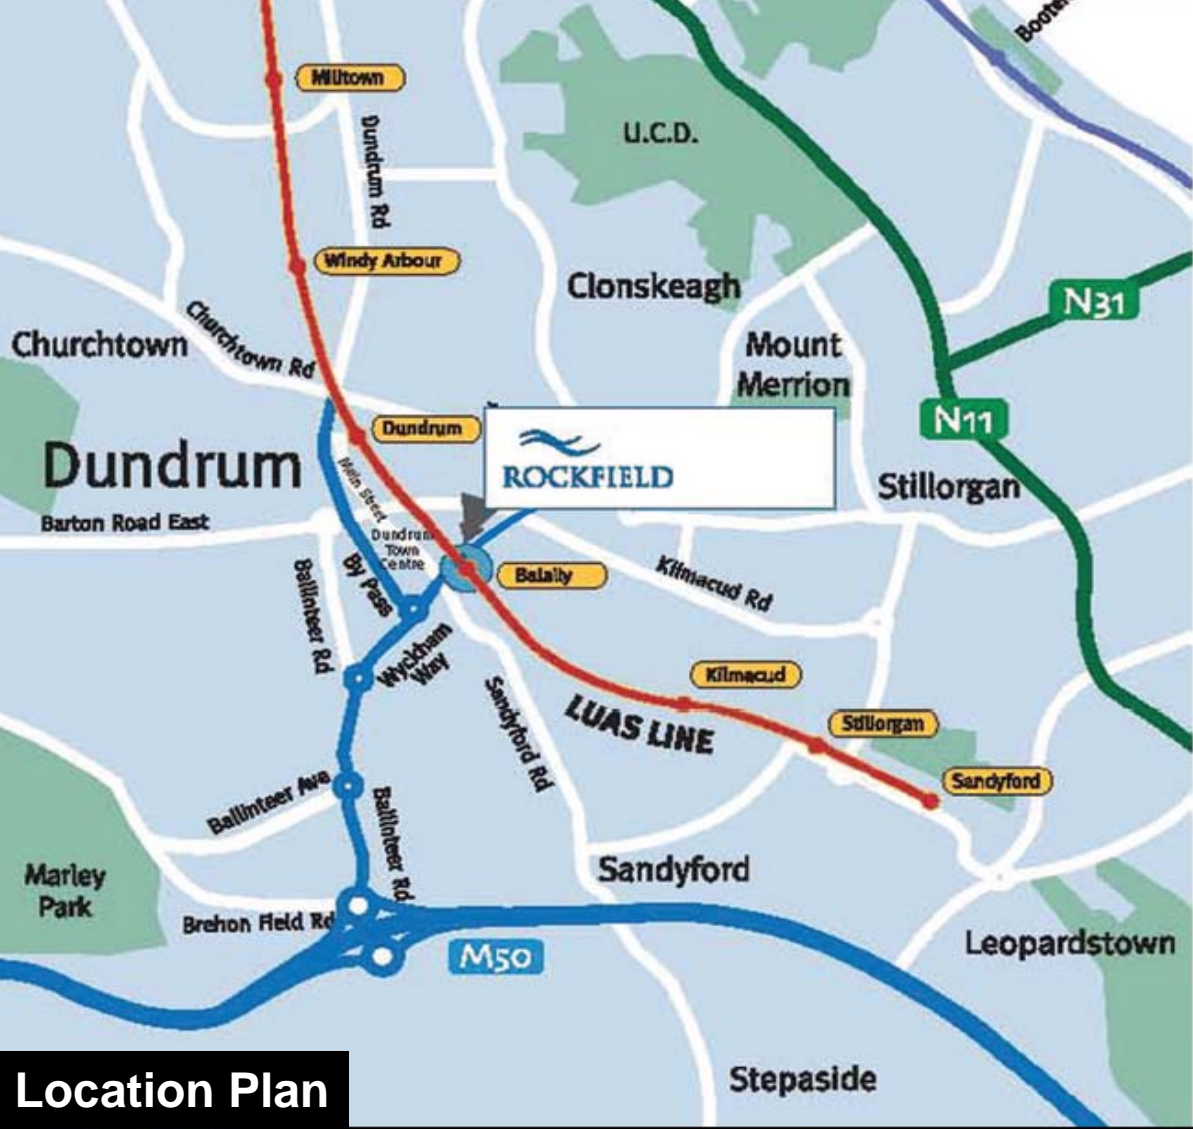 Booter
Milltown
Dundrum Rd
U.C.D.
Windy Arbour
Clonskeagh
N31
Churchtown
Churchtown Rd
Mount
Merrion
N11
Dundrum
ROCKFIELD
Dundrum
Main Street
Stillorgan
Barton Road East
Dundrum
Town
Centre
By Pass
Balally
Kilmacud Rd
Ballinteer Rd
Wyckham
Way
Kilmacud
Sandyford Rd
LUAS LINE
Stillorgan
Sandyford
Ballinteer Ave
Ballinteer Rd
Marley
Park
Sandyford
Brehon Field Rd
M50
Leopardstown
Stepaside
Location Plan